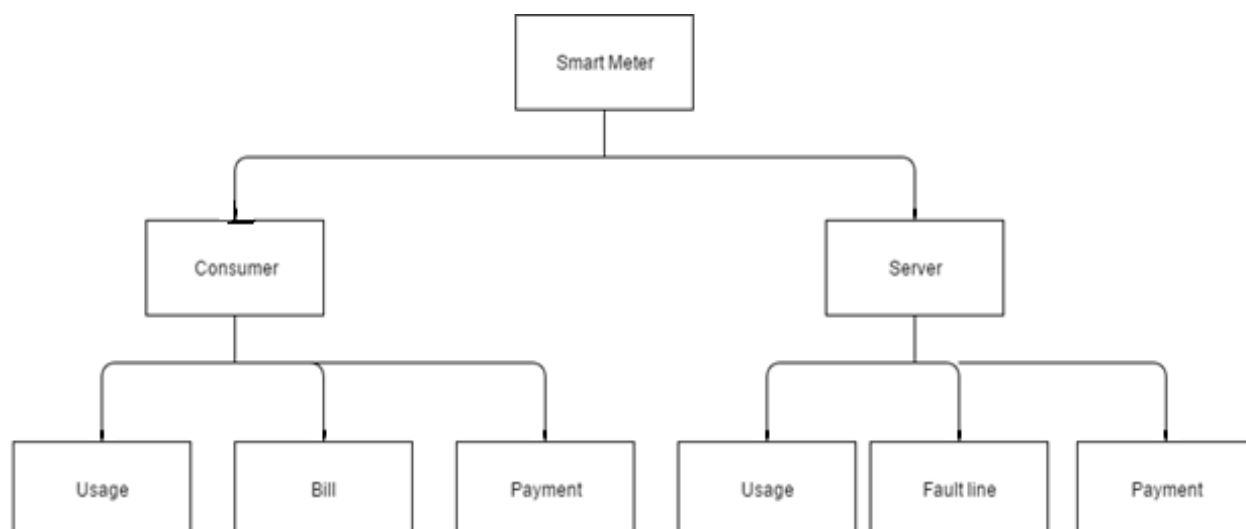 Smart Meter
Consumer
Server
Usage
Bill
Payment
Usage
Fault line
Payment